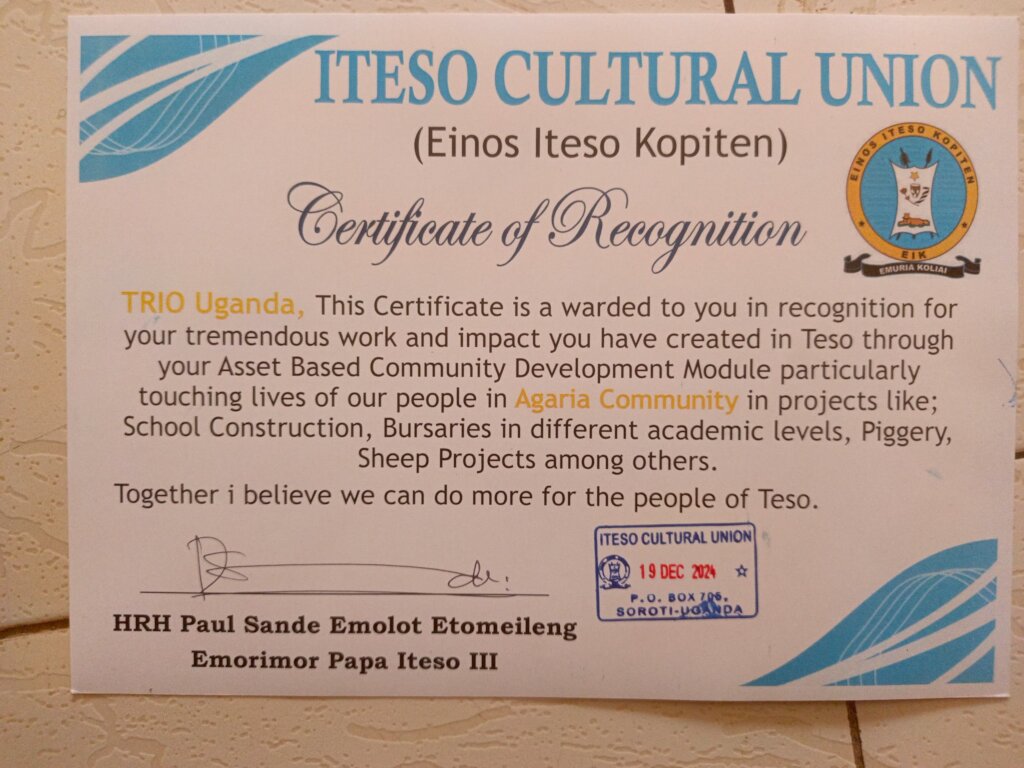 ITESO CULTURAL UNION
(Einos Iteso Kopiten)
EINOS ITESO KOPITEN
EIK
EMURIA KOLIAI
Certificate of Recognition
TRIO Uganda, This Certificate is a warded to you in recognition for
your tremendous work and impact you have created in Teso through
your Asset Based Community Development Module particularly
touching lives of our people in Agaria Community in projects like;
School Construction, Bursaries in different academic levels, Piggery,
Sheep Projects among others.
Together i believe we can do more for the people of Teso.
ITESO CULTURAL UNION
19 DEC 2024
P.O. BOX
SOROTI-UGANDA
HRH Paul Sande Emolot Etomeileng
Emorimor Papa Iteso III